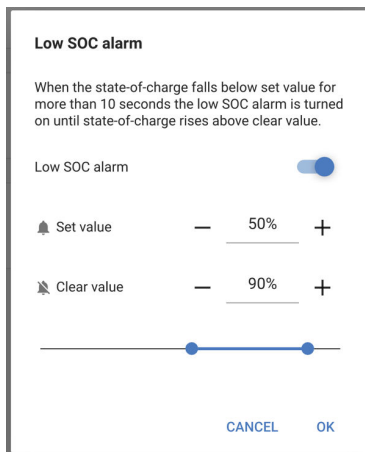 Low SOC alarm
When the state-of-charge falls below set value for
more than 10 seconds the low SOC alarm is turned
on until state-of-charge rises above clear value.
Low SOC alarm
Set value — 50% +
Clear value — 90% +
CANCEL OK